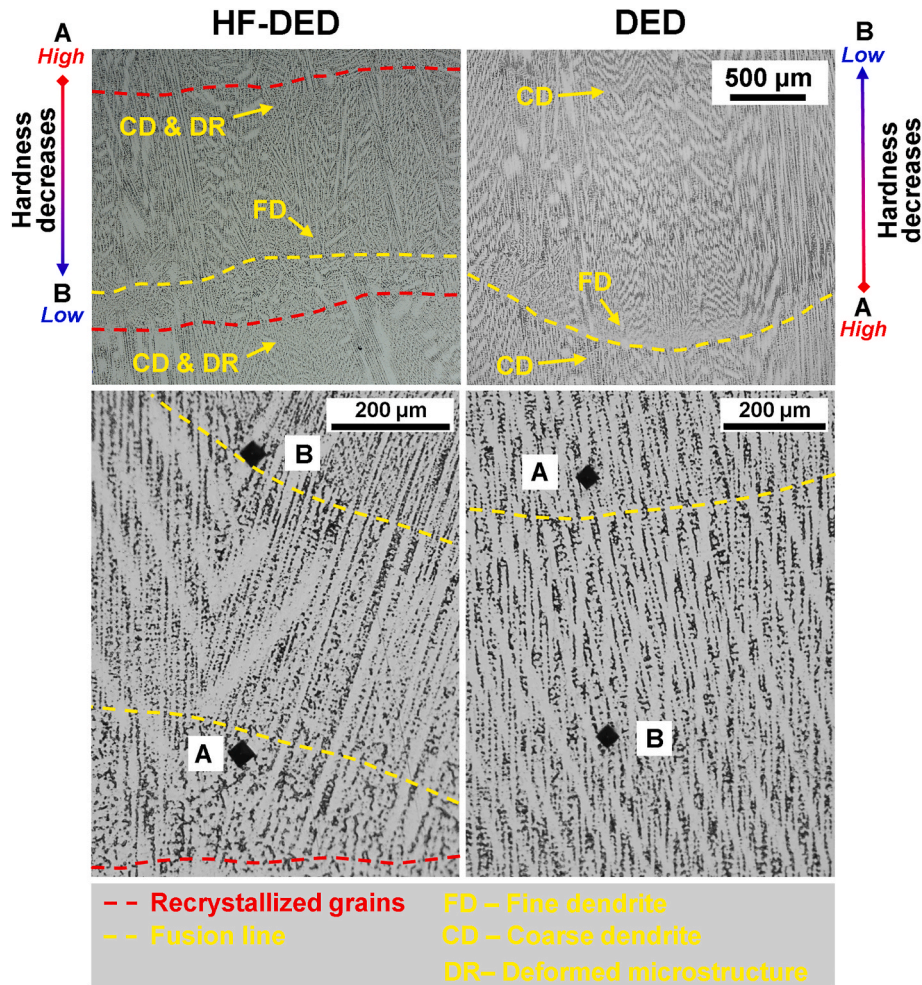 HF-DED
DED
A
High
Hardness
decreases
B
Low
CD & DR
FD
CD & DR
CD
500 µm
FD
CD
B
Low
Hardness
decreases
A
High
200 µm
B
A
200 µm
A
B
Recrystallized grains
Fusion line
FD – Fine dendrite
CD – Coarse dendrite
DR– Deformed microstructure